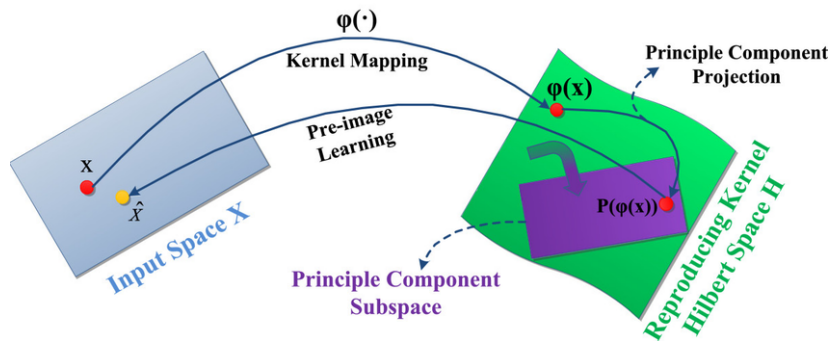 φ(·)
Kernel Mapping
Principle Component
Projection
φ(x)
Pre-image
Learning
x
x̂
P(φ(x))
Input Space X
Principle Component
Subspace
Reproducing Kernel
Hilbert Space H